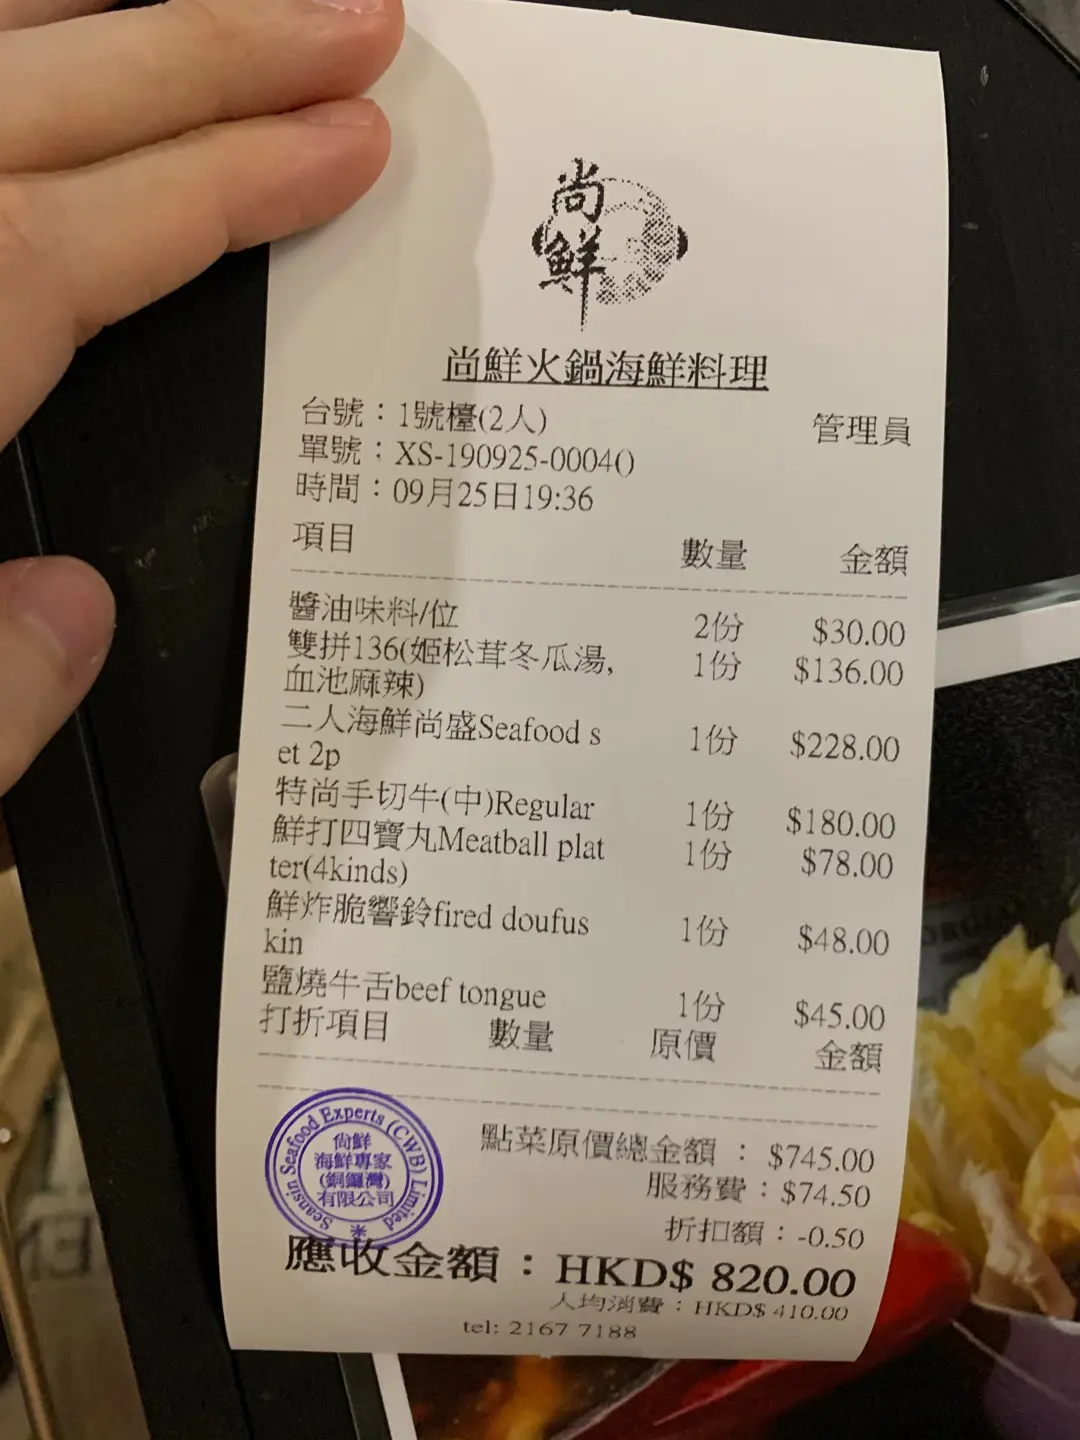 尚鮮
尚鮮火鍋海鮮料理
台號：1號檯(2人) 管理員
單號：XS-190925-0004()
時間：09月25日19:36
項目 數量 金額
醬油味料/位 2份 $30.00
雙拼136(姬松茸冬瓜湯, 1份 $136.00
血池麻辣)
二人海鮮尚盛Seafood s 1份 $228.00
et 2p
特尚手切牛(中)Regular 1份 $180.00
鮮打四寶丸Meatball plat 1份 $78.00
ter(4kinds)
鮮炸脆響鈴fired doufus 1份 $48.00
kin
鹽燒牛舌beef tongue 1份 $45.00
打折項目 數量 原價 金額
點菜原價總金額：$745.00
服務費：$74.50
折扣額：-0.50
應收金額：HKD$ 820.00
人均消費：HKD$ 410.00
tel: 2167 7188
Seansin Seafood Experts (CWB) Limited
尚鮮
海鮮專家
(銅鑼灣)
有限公司